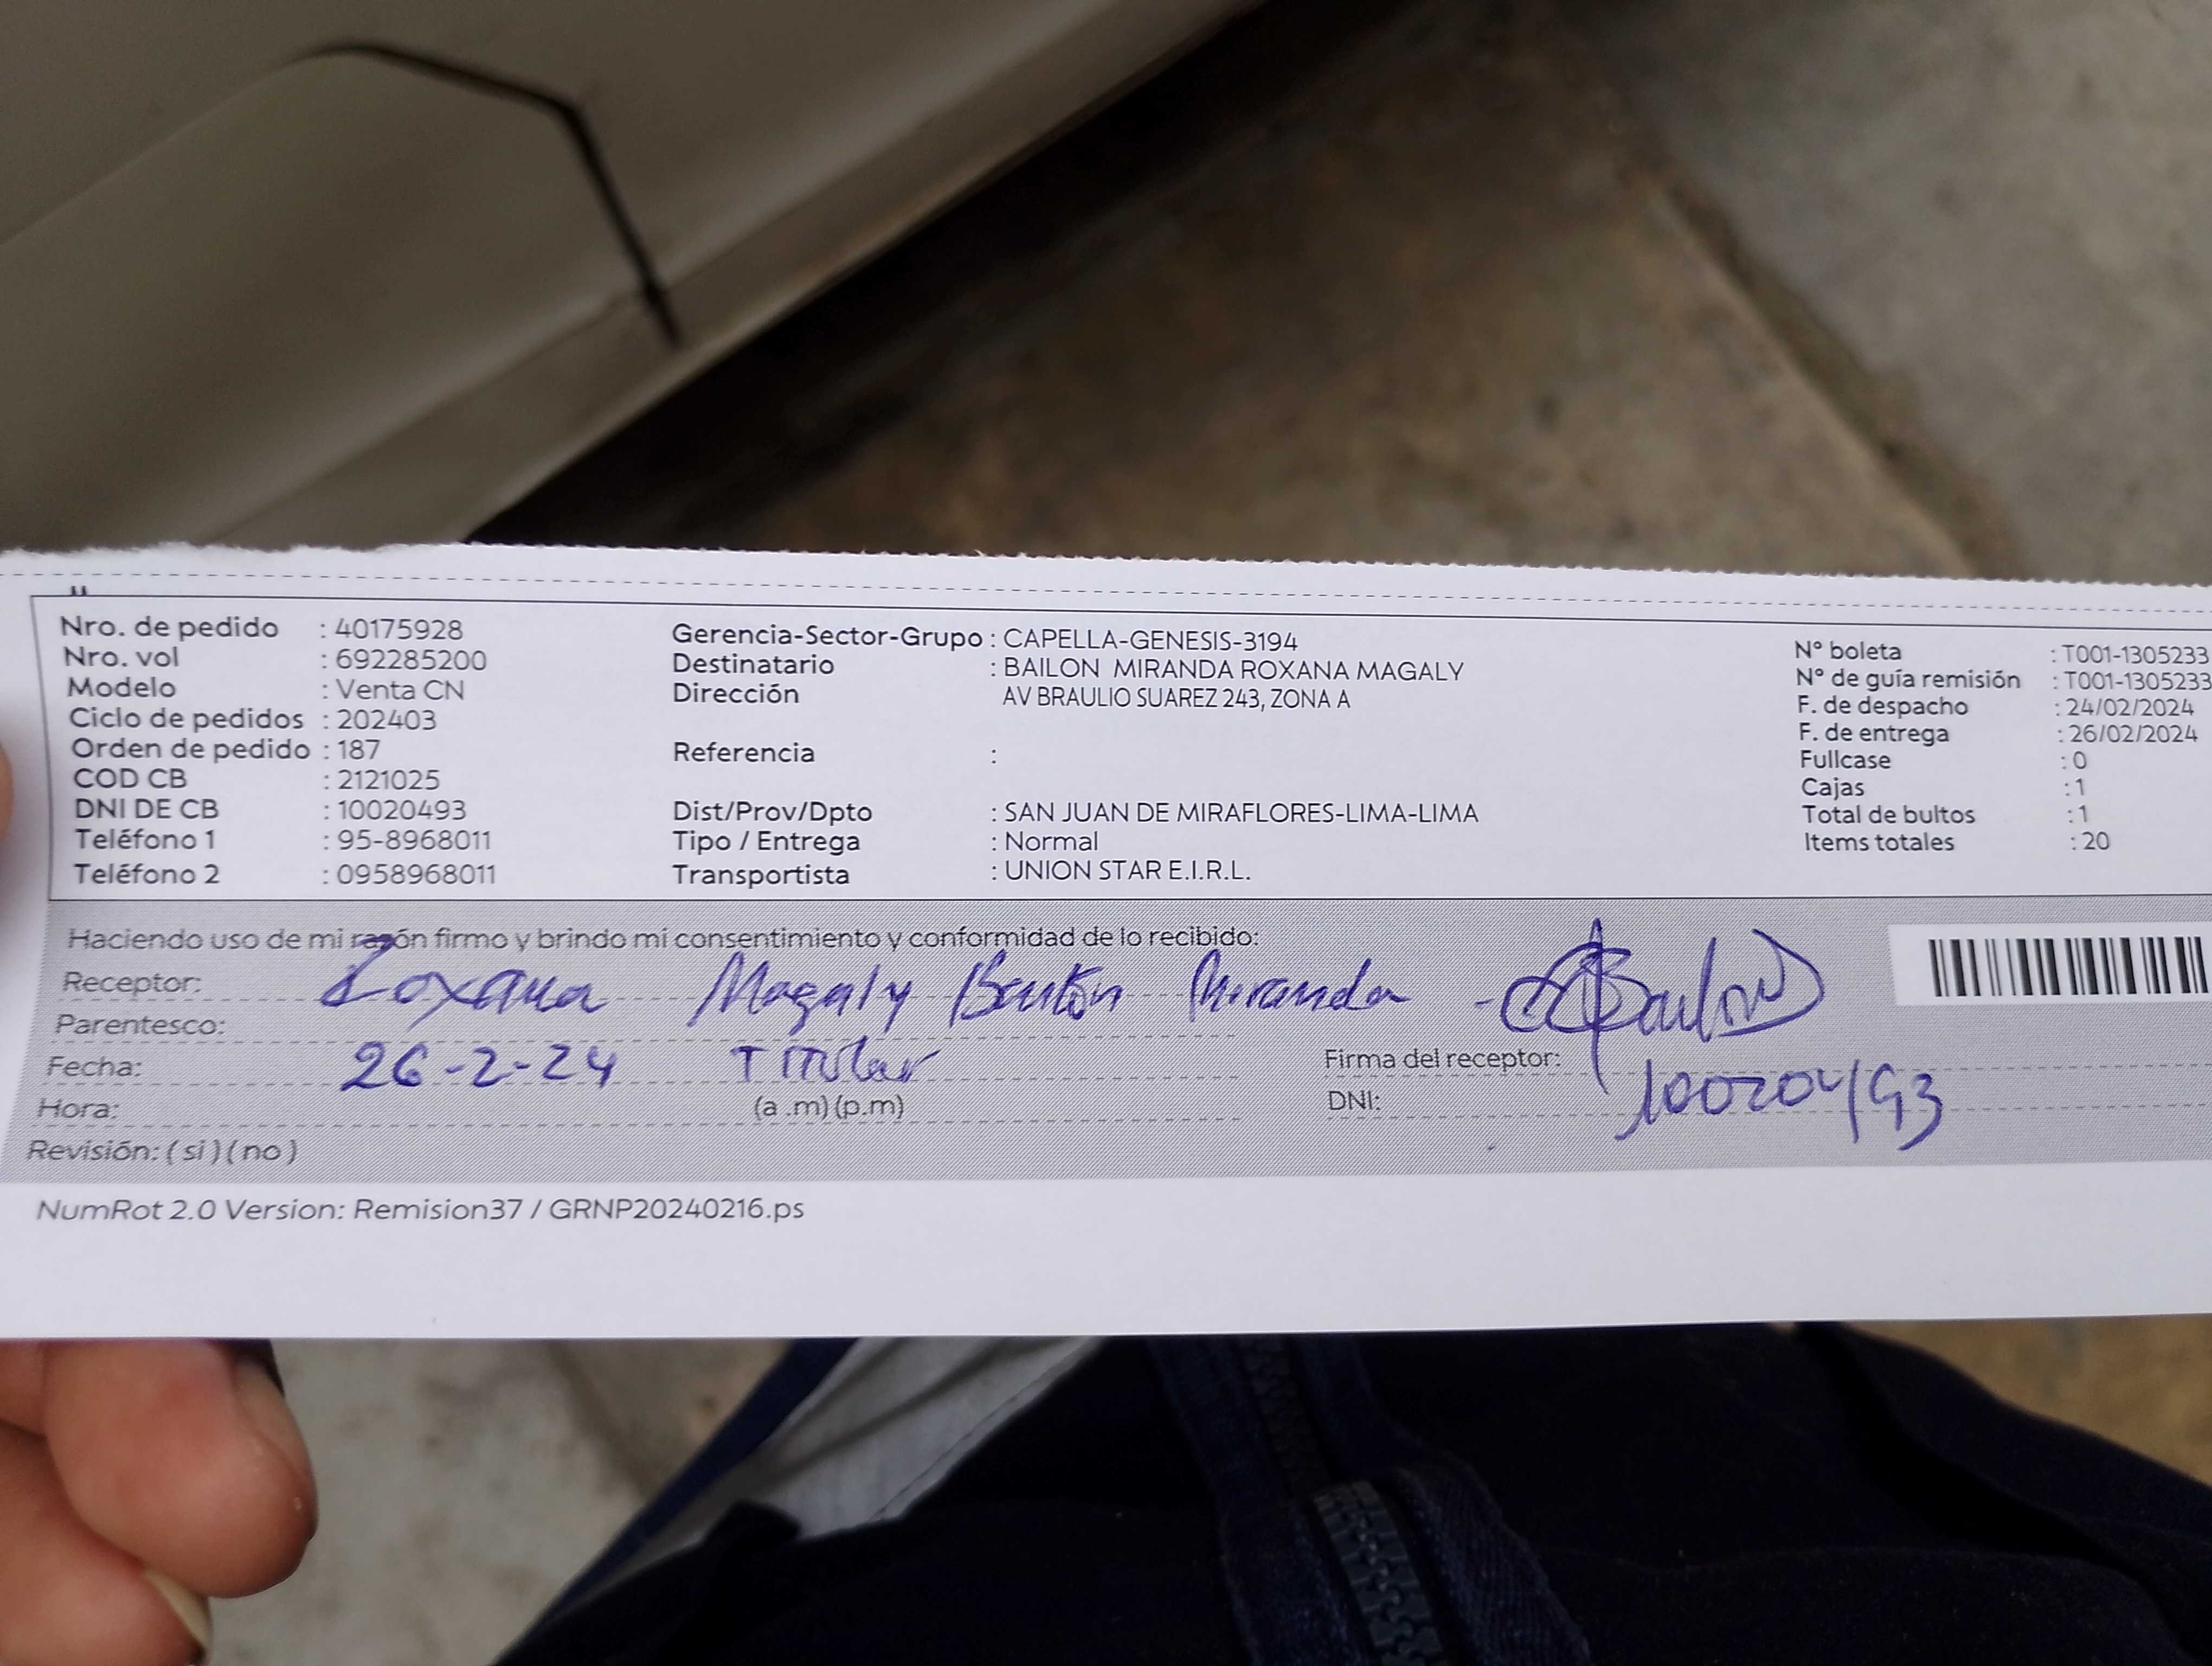 Nro. de pedido : 40175928
Nro. vol : 692285200
Modelo : Venta CN
Ciclo de pedidos : 202403
Orden de pedido : 187
COD CB : 2121025
DNI DE CB : 10020493
Teléfono 1 : 95-8968011
Teléfono 2 : 0958968011
Gerencia-Sector-Grupo : CAPELLA-GENESIS-3194
Destinatario : BAILON MIRANDA ROXANA MAGALY
Dirección AV BRAULIO SUAREZ 243, ZONA A
Referencia :
Dist/Prov/Dpto : SAN JUAN DE MIRAFLORES-LIMA-LIMA
Tipo / Entrega : Normal
Transportista : UNION STAR E.I.R.L.
N° boleta : T001-1305233
N° de guía remisión : T001-1305233
F. de despacho : 24/02/2024
F. de entrega : 26/02/2024
Fullcase : 0
Cajas : 1
Total de bultos : 1
Items totales : 20
Haciendo uso de mi razón firmo y brindo mi consentimiento y conformidad de lo recibido:
Receptor: Roxana Magaly Bailón Miranda
Parentesco:
Fecha: 26-2-24 Titular
Hora: (a .m) (p.m)
Revisión: ( si ) ( no )
Firma del receptor: Bailon
DNI: 10020493
NumRot 2.0 Version: Remision37 / GRNP20240216.ps